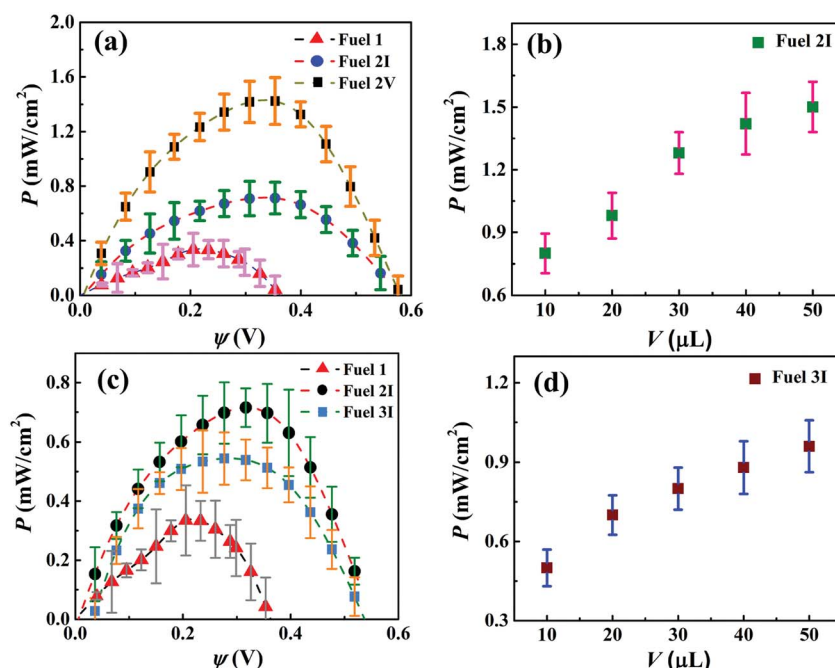 (a)
Fuel 1
Fuel 2I
Fuel 2V
P (mW/cm²)
2.0
1.6
1.2
0.8
0.4
0.0
0.0 0.2 0.4 0.6
ψ (V)
(b)
Fuel 2I
P (mW/cm²)
1.8
1.5
1.2
0.9
0.6
10 20 30 40 50
V (μL)
(c)
Fuel 1
Fuel 2I
Fuel 3I
P (mW/cm²)
1.0
0.8
0.6
0.4
0.2
0.0
0.0 0.2 0.4 0.6
ψ (V)
(d)
Fuel 3I
P (mW/cm²)
1.2
0.9
0.6
0.3
10 20 30 40 50
V (μL)